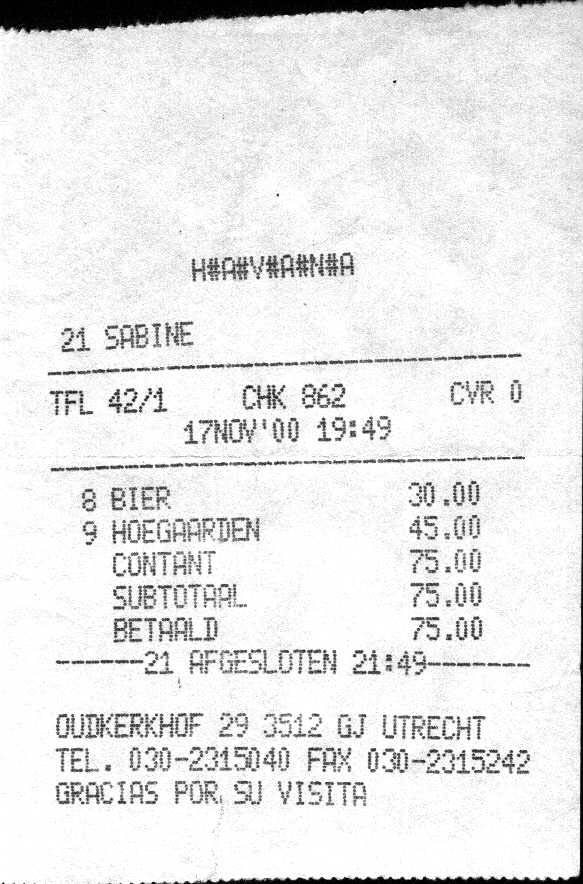 H#A#V#A#N#A
21 SABINE
TFL 42/1 CHK 862 CVR 0
17NOV'00 19:49
8 BIER 30.00
9 HOEGAARDEN 45.00
CONTANT 75.00
SUBTOTAAL 75.00
BETAALD 75.00
------21 AFGESLOTEN 21:49-------
OUDKERKHOF 29 3512 GJ UTRECHT
TEL. 030-2315040 FAX 030-2315242
GRACIAS POR SU VISITA